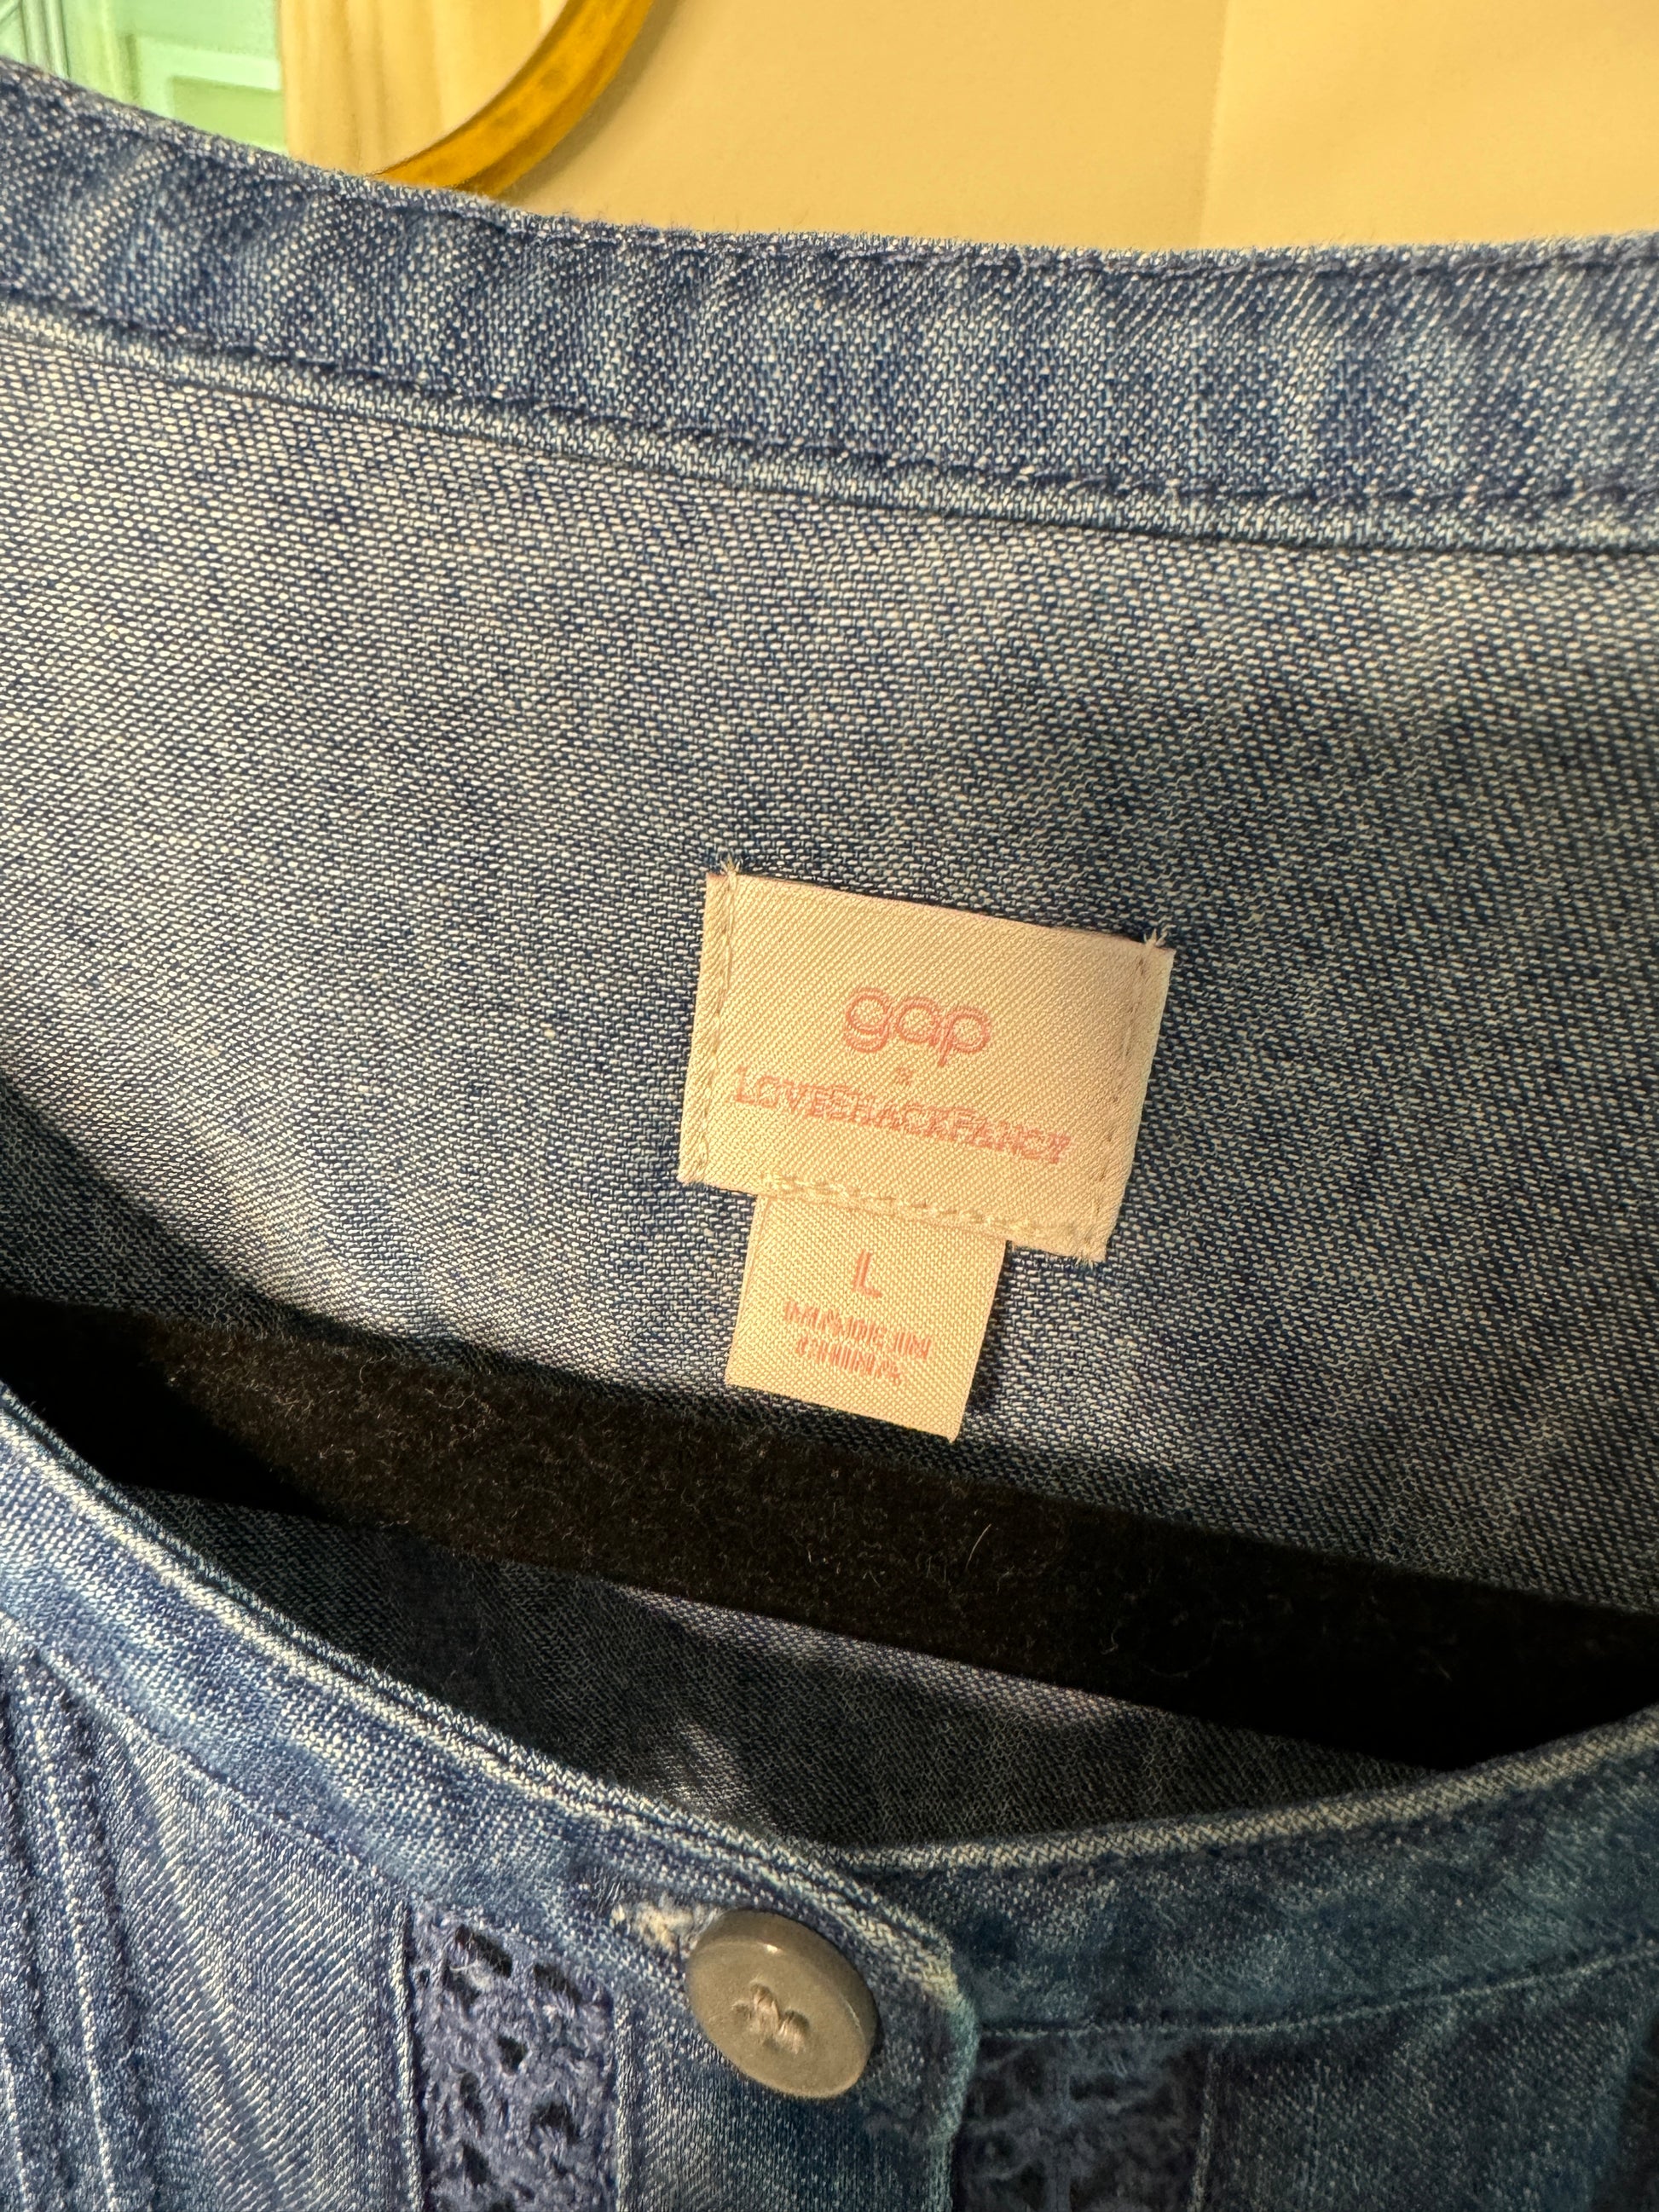 gap
×
LOVESHACKFANCY
L
MADE IN
CHINA